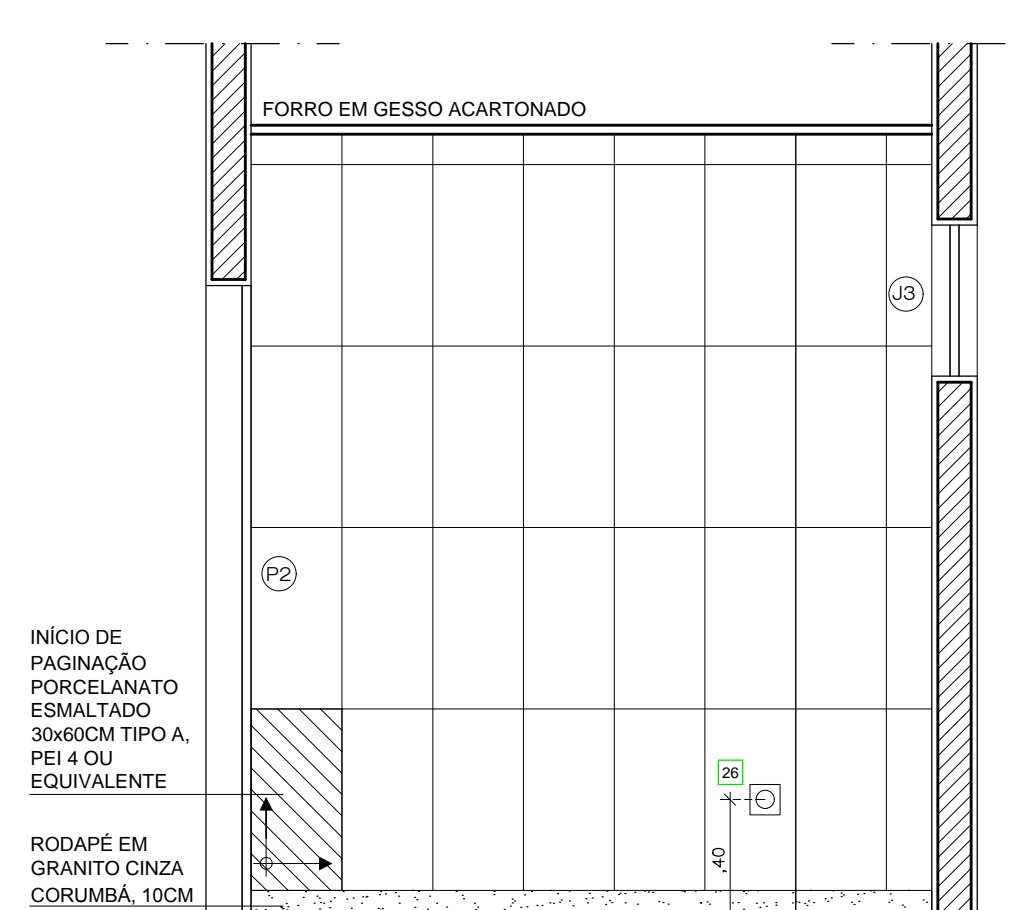 FORRO EM GESSO ACARTONADO
J3
P2
INÍCIO DE
PAGINAÇÃO
PORCELANATO
ESMALTADO
30x60CM TIPO A,
PEI 4 OU
EQUIVALENTE
26
,40
RODAPÉ EM
GRANITO CINZA
CORUMBÁ, 10CM